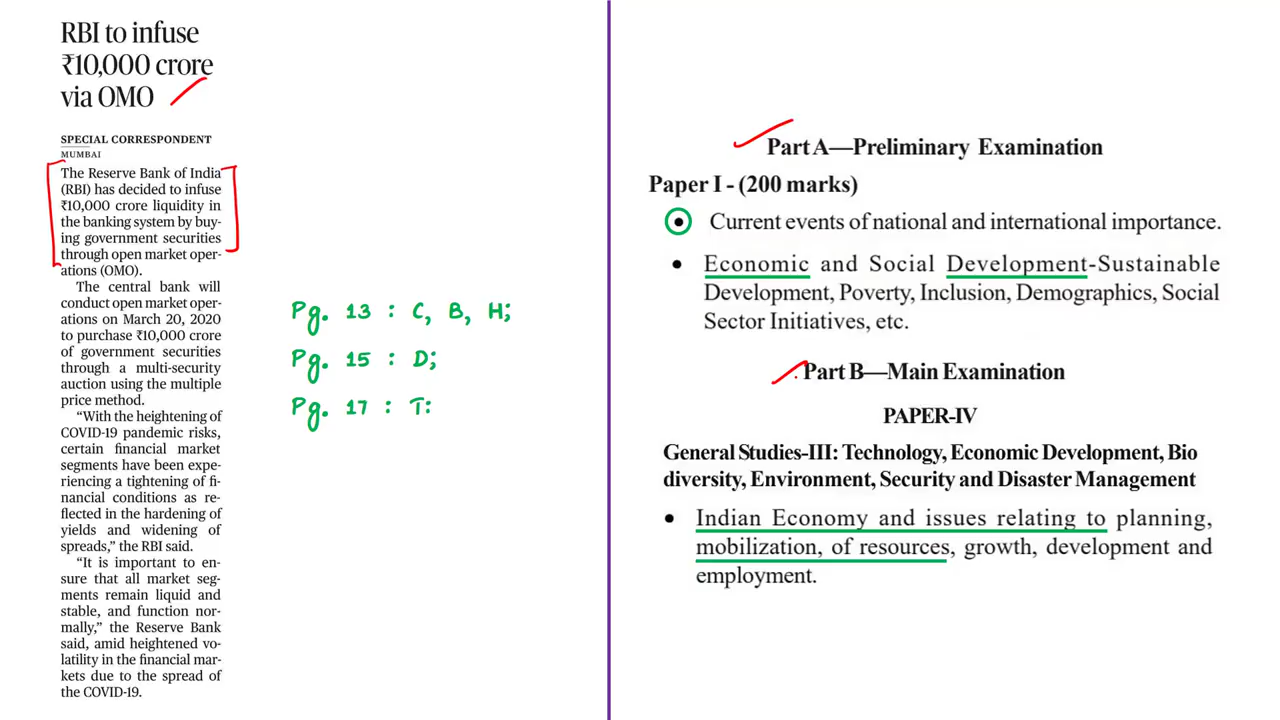 RBI to infuse
₹10,000 crore
via OMO
SPECIAL CORRESPONDENT
MUMBAI
The Reserve Bank of India
(RBI) has decided to infuse
₹10,000 crore liquidity in
the banking system by buy-
ing government securities
through open market oper-
ations (OMO).
The central bank will
conduct open market oper-
ations on March 20, 2020
to purchase ₹10,000 crore
of government securities
through a multi-security
auction using the multiple
price method.
“With the heightening of
COVID-19 pandemic risks,
certain financial market
segments have been expe-
riencing a tightening of fi-
nancial conditions as re-
flected in the hardening of
yields and widening of
spreads,” the RBI said.
“It is important to en-
sure that all market seg-
ments remain liquid and
stable, and function nor-
mally,” the Reserve Bank
said, amid heightened vo-
latility in the financial mar-
kets due to the spread of
the COVID-19.
Pg. 13 : C, B, H;
Pg. 15 : D;
Pg. 17 : T:
Part A—Preliminary Examination
Paper I - (200 marks)
• Current events of national and international importance.
• Economic and Social Development-Sustainable
Development, Poverty, Inclusion, Demographics, Social
Sector Initiatives, etc.
Part B—Main Examination
PAPER-IV
General Studies-III: Technology, Economic Development, Bio
diversity, Environment, Security and Disaster Management
• Indian Economy and issues relating to planning,
mobilization, of resources, growth, development and
employment.